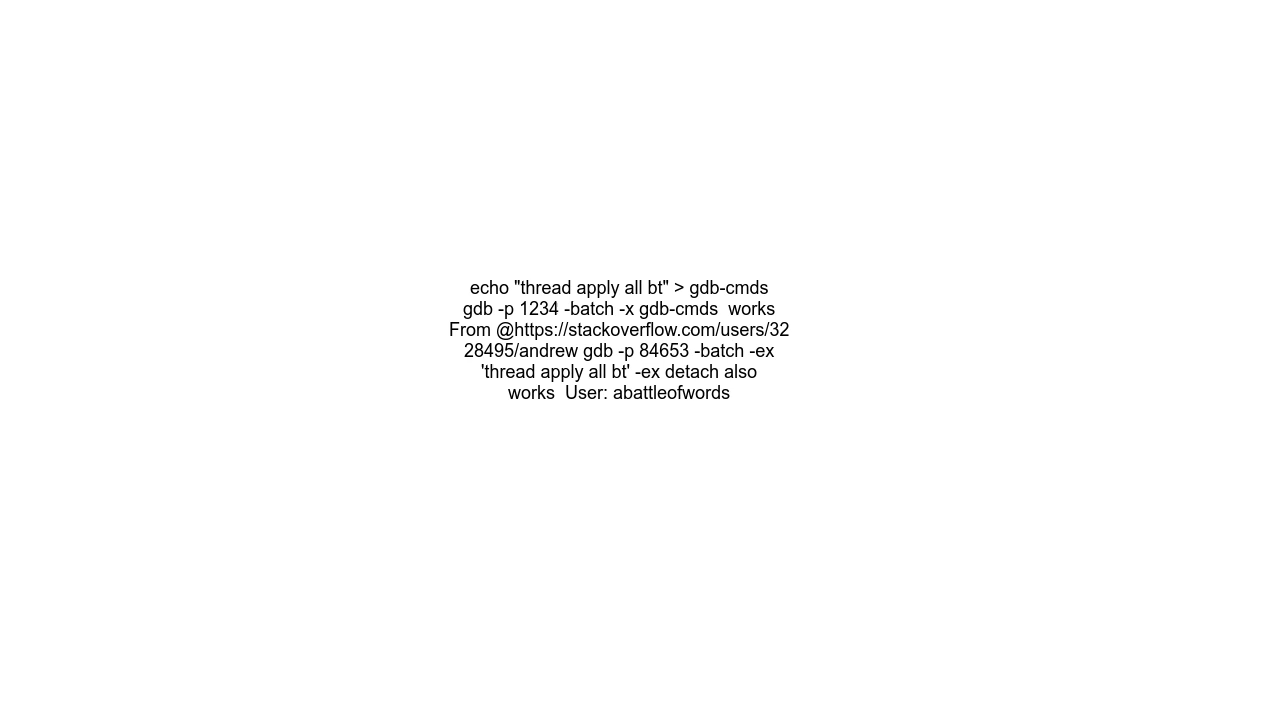 echo "thread apply all bt" > gdb-cmds
gdb -p 1234 -batch -x gdb-cmds  works
From @https://stackoverflow.com/users/32
28495/andrew gdb -p 84653 -batch -ex
'thread apply all bt' -ex detach also
works  User: abattleofwords